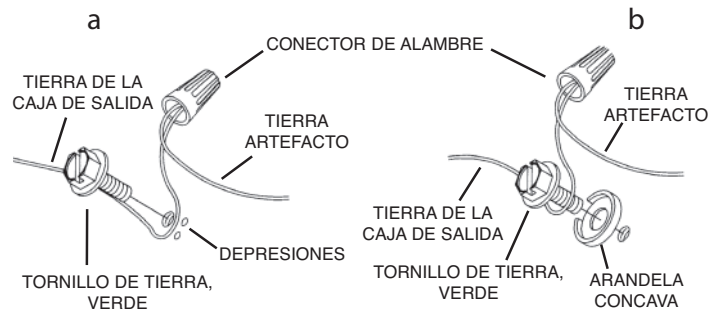 a
b
CONECTOR DE ALAMBRE
TIERRA DE LA
CAJA DE SALIDA
TIERRA
ARTEFACTO
DEPRESIONES
TORNILLO DE TIERRA,
VERDE
TIERRA
ARTEFACTO
TIERRA DE LA
CAJA DE SALIDA
TORNILLO DE TIERRA,
VERDE
ARANDELA
CONCAVA